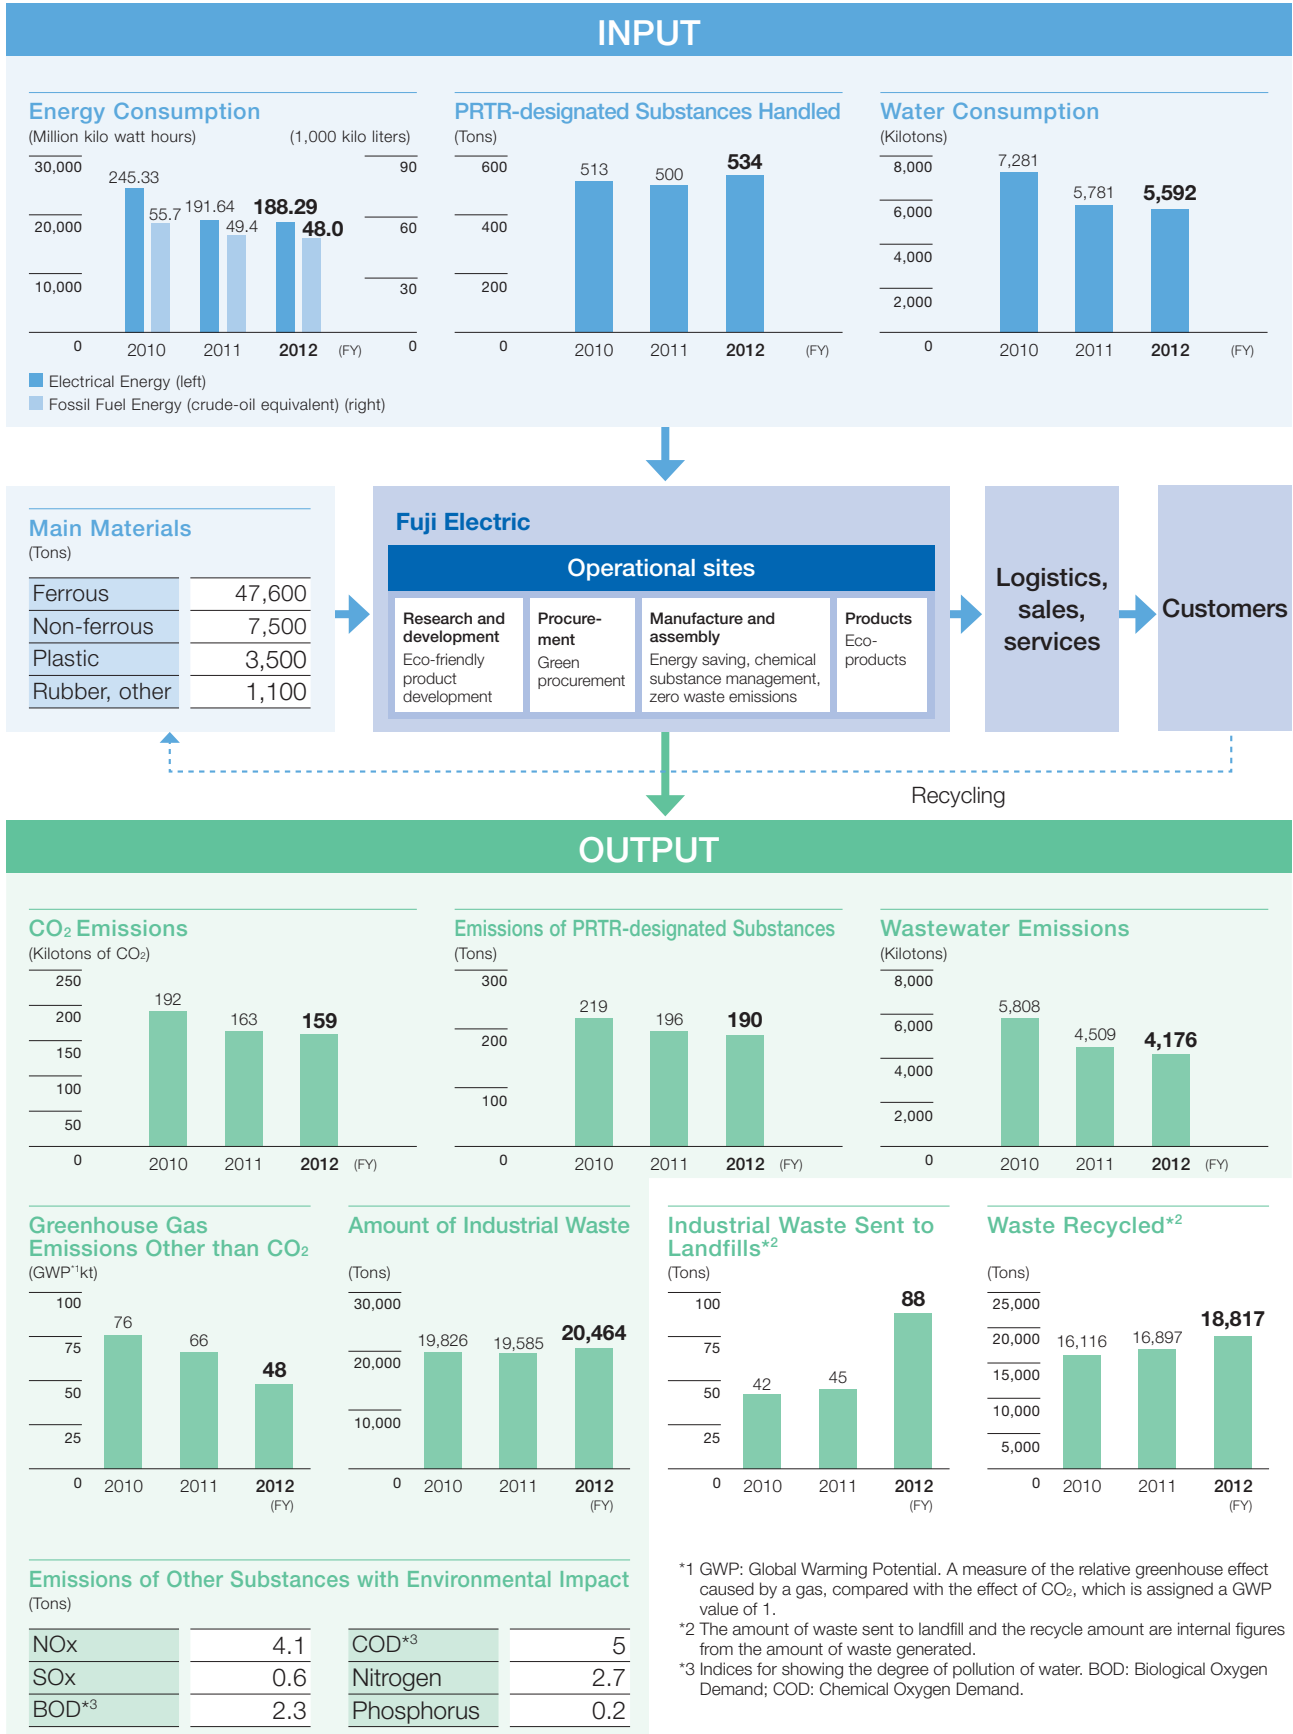 INPUT
Energy Consumption
(Million kilo watt hours) (1,000 kilo liters)
30,000
20,000
10,000
0
245.33
55.7
191.64
49.4
188.29
48.0
90
60
30
0
2010 2011 2012 (FY)
Electrical Energy (left)
Fossil Fuel Energy (crude-oil equivalent) (right)
PRTR-designated Substances Handled
(Tons)
600
400
200
0
513
500
534
2010 2011 2012 (FY)
Water Consumption
(Kilotons)
8,000
6,000
4,000
2,000
0
7,281
5,781
5,592
2010 2011 2012 (FY)
Main Materials
(Tons)
Ferrous 47,600
Non-ferrous 7,500
Plastic 3,500
Rubber, other 1,100
Fuji Electric
Operational sites
Research and
development
Eco-friendly
product
development
Procure-
ment
Green
procurement
Manufacture and
assembly
Energy saving, chemical
substance management,
zero waste emissions
Products
Eco-
products
Logistics,
sales,
services
Customers
Recycling
OUTPUT
CO2 Emissions
(Kilotons of CO2)
250
200
150
100
50
0
192
163
159
2010 2011 2012 (FY)
Emissions of PRTR-designated Substances
(Tons)
300
200
100
0
219
196
190
2010 2011 2012 (FY)
Wastewater Emissions
(Kilotons)
8,000
6,000
4,000
2,000
0
5,808
4,509
4,176
2010 2011 2012 (FY)
Greenhouse Gas
Emissions Other than CO2
(GWP*1kt)
100
75
50
25
0
76
66
48
2010 2011 2012
(FY)
Amount of Industrial Waste
(Tons)
30,000
20,000
10,000
0
19,826
19,585
20,464
2010 2011 2012
(FY)
Industrial Waste Sent to
Landfills*2
(Tons)
100
75
50
25
0
42
45
88
2010 2011 2012
(FY)
Waste Recycled*2
(Tons)
25,000
20,000
15,000
10,000
5,000
0
16,116
16,897
18,817
2010 2011 2012
(FY)
Emissions of Other Substances with Environmental Impact
(Tons)
NOx 4.1
SOx 0.6
BOD*3 2.3
COD*3 5
Nitrogen 2.7
Phosphorus 0.2
*1 GWP: Global Warming Potential. A measure of the relative greenhouse effect
caused by a gas, compared with the effect of CO2, which is assigned a GWP
value of 1.
*2 The amount of waste sent to landfill and the recycle amount are internal figures
from the amount of waste generated.
*3 Indices for showing the degree of pollution of water. BOD: Biological Oxygen
Demand; COD: Chemical Oxygen Demand.